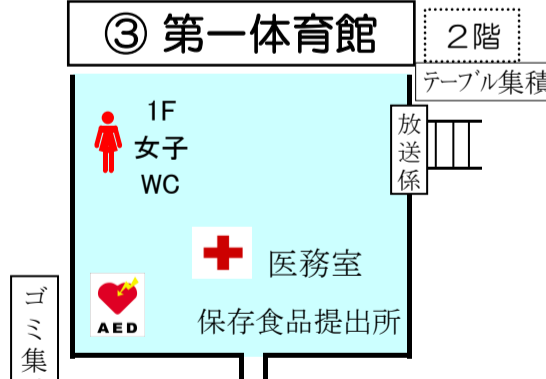 ③ 第一体育館
2階
テーブル集積
放送係
1F
女子
WC
医務室
AED
保存食品提出所
ゴミ集